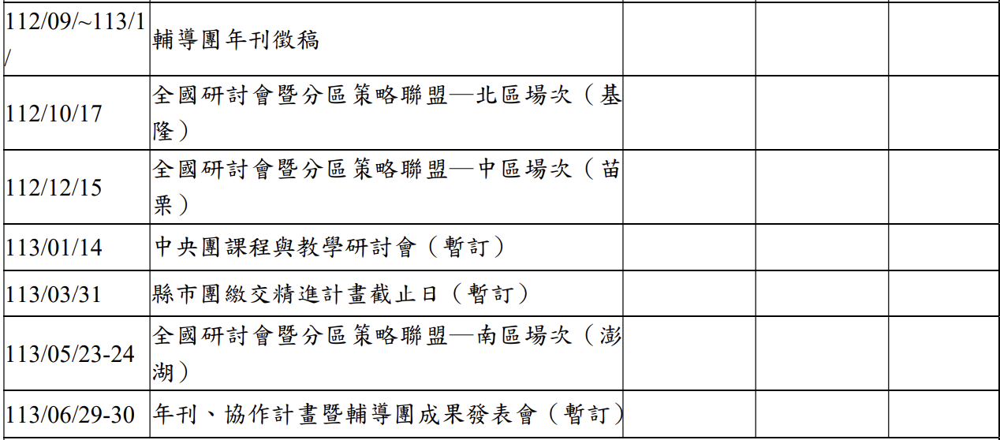 112/09/~113/1
/
輔導團年刊徵稿
112/10/17
全國研討會暨分區策略聯盟—北區場次（基
隆）
112/12/15
全國研討會暨分區策略聯盟—中區場次（苗
栗）
113/01/14
中央團課程與教學研討會（暫訂）
113/03/31
縣市團繳交精進計畫截止日（暫訂）
113/05/23-24
全國研討會暨分區策略聯盟—南區場次（澎
湖）
113/06/29-30
年刊、協作計畫暨輔導團成果發表會（暫訂）